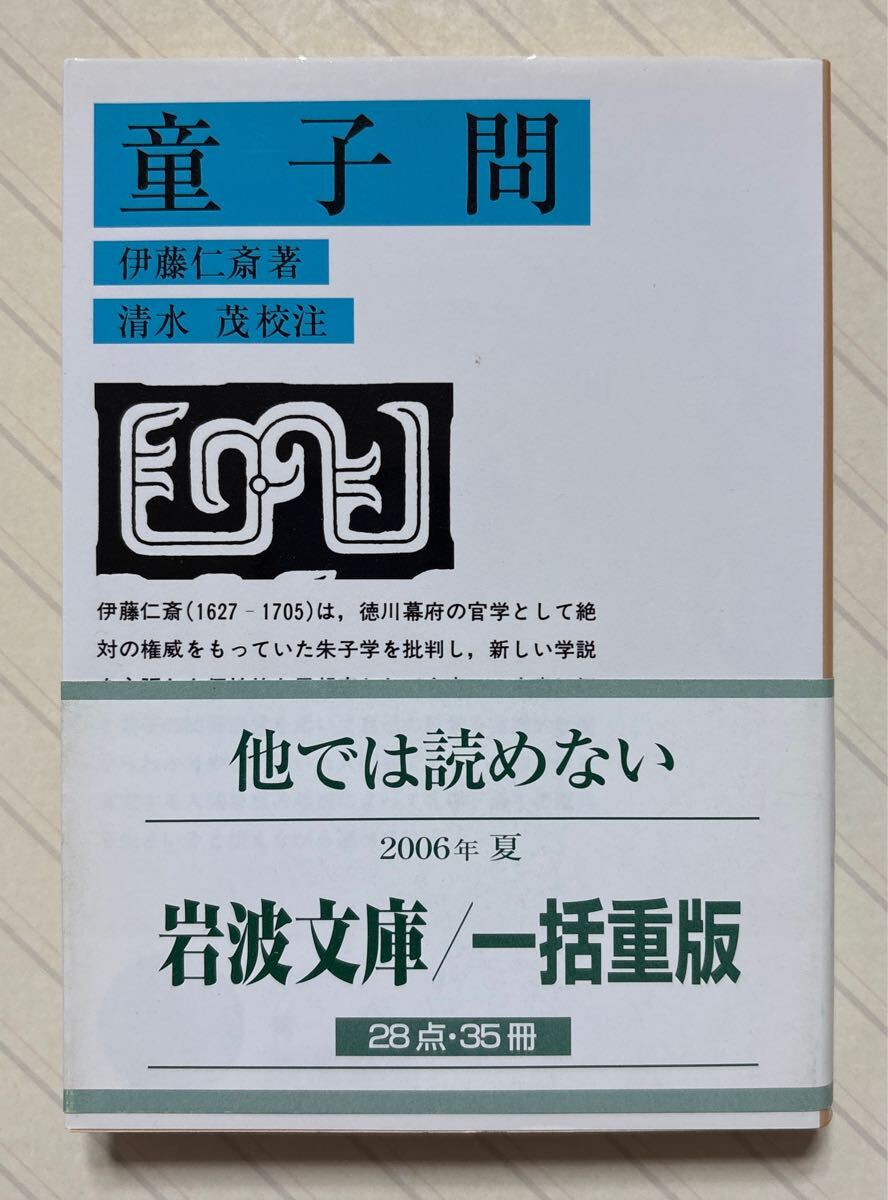 童子問
伊藤仁斎著
清水 茂校注
伊藤仁斎(1627‐1705)は，徳川幕府の官学として絶
対の権威をもっていた朱子学を批判し，新しい学説
他では読めない
2006年 夏
岩波文庫/一括重版
28点・35冊